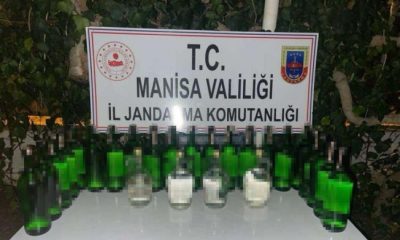 T.C.
MANİSA VALİLİĞİ
İL JANDARMA KOMUTANLIĞI